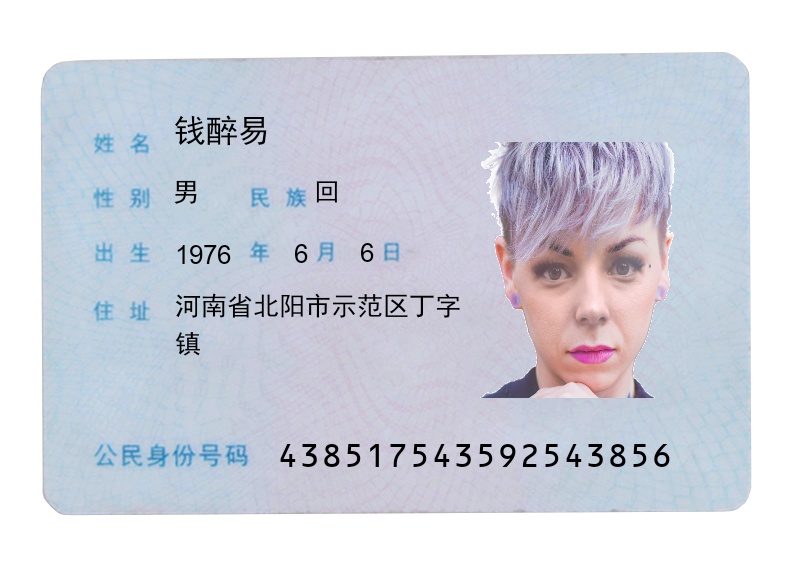 姓名 钱醉易
性别 男 民族 回
出生 1976 年 6 月 6 日
住址 河南省北阳市示范区丁字
镇
公民身份号码 438517543592543856